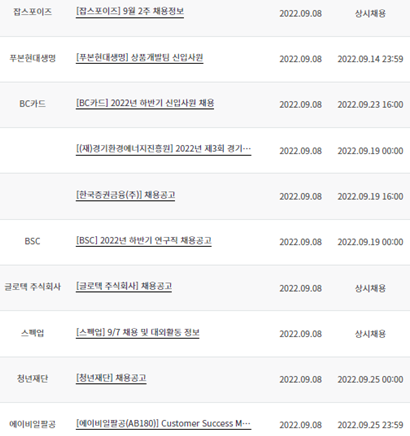 잡스포이즈 [잡스포이즈] 9월 2주 채용정보 2022.09.08 상시채용
푸본현대생명 [푸본현대생명] 상품개발팀 신입사원 2022.09.08 2022.09.14 23:59
BC카드 [BC카드] 2022년 하반기 신입사원 채용 2022.09.08 2022.09.23 16:00
[(재)경기환경에너지진흥원] 2022년 제3회 경기… 2022.09.08 2022.09.19 00:00
[한국증권금융(주)] 채용공고 2022.09.08 2022.09.19 16:00
BSC [BSC] 2022년 하반기 연구직 채용공고 2022.09.08 2022.09.19 00:00
글로텍 주식회사 [글로텍 주식회사] 채용공고 2022.09.08 상시채용
스펙업 [스펙업] 9/7 채용 및 대외활동 정보 2022.09.08 상시채용
청년재단 [청년재단] 채용공고 2022.09.08 2022.09.25 00:00
에이비일팔공 [에이비일팔공(AB180)] Customer Success M… 2022.09.08 2022.09.25 23:59